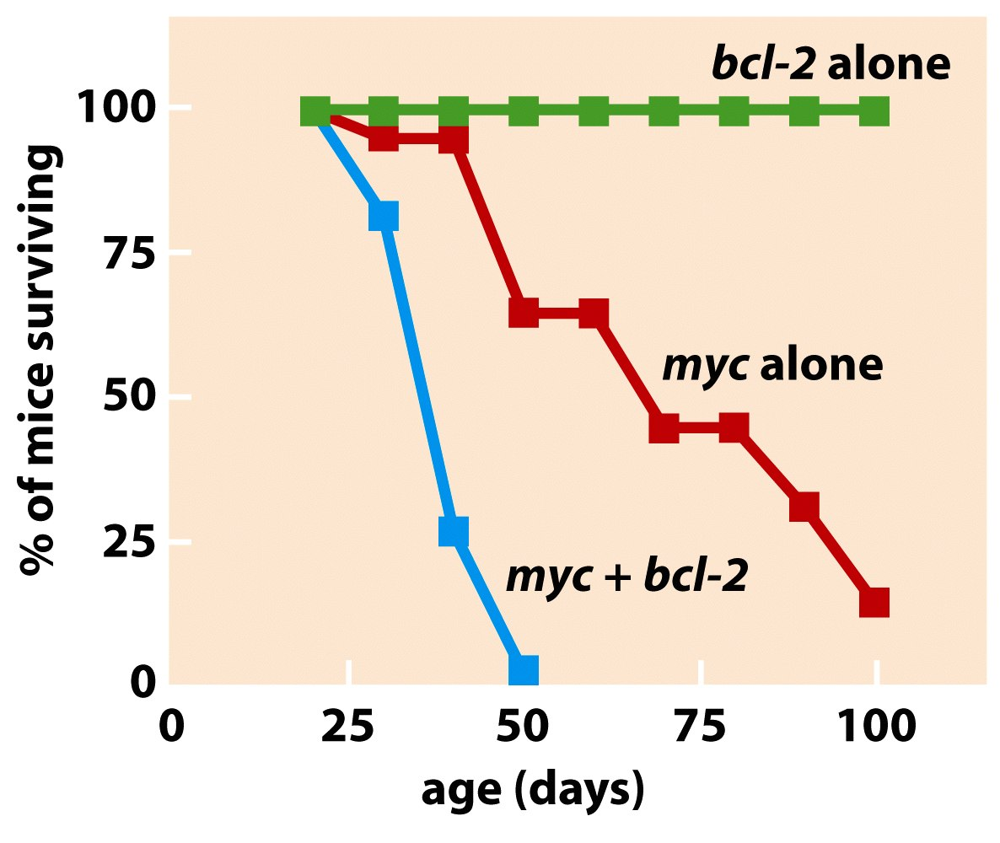 bcl-2 alone
100
75
50
25
0
% of mice surviving
myc alone
myc + bcl-2
0 25 50 75 100
age (days)